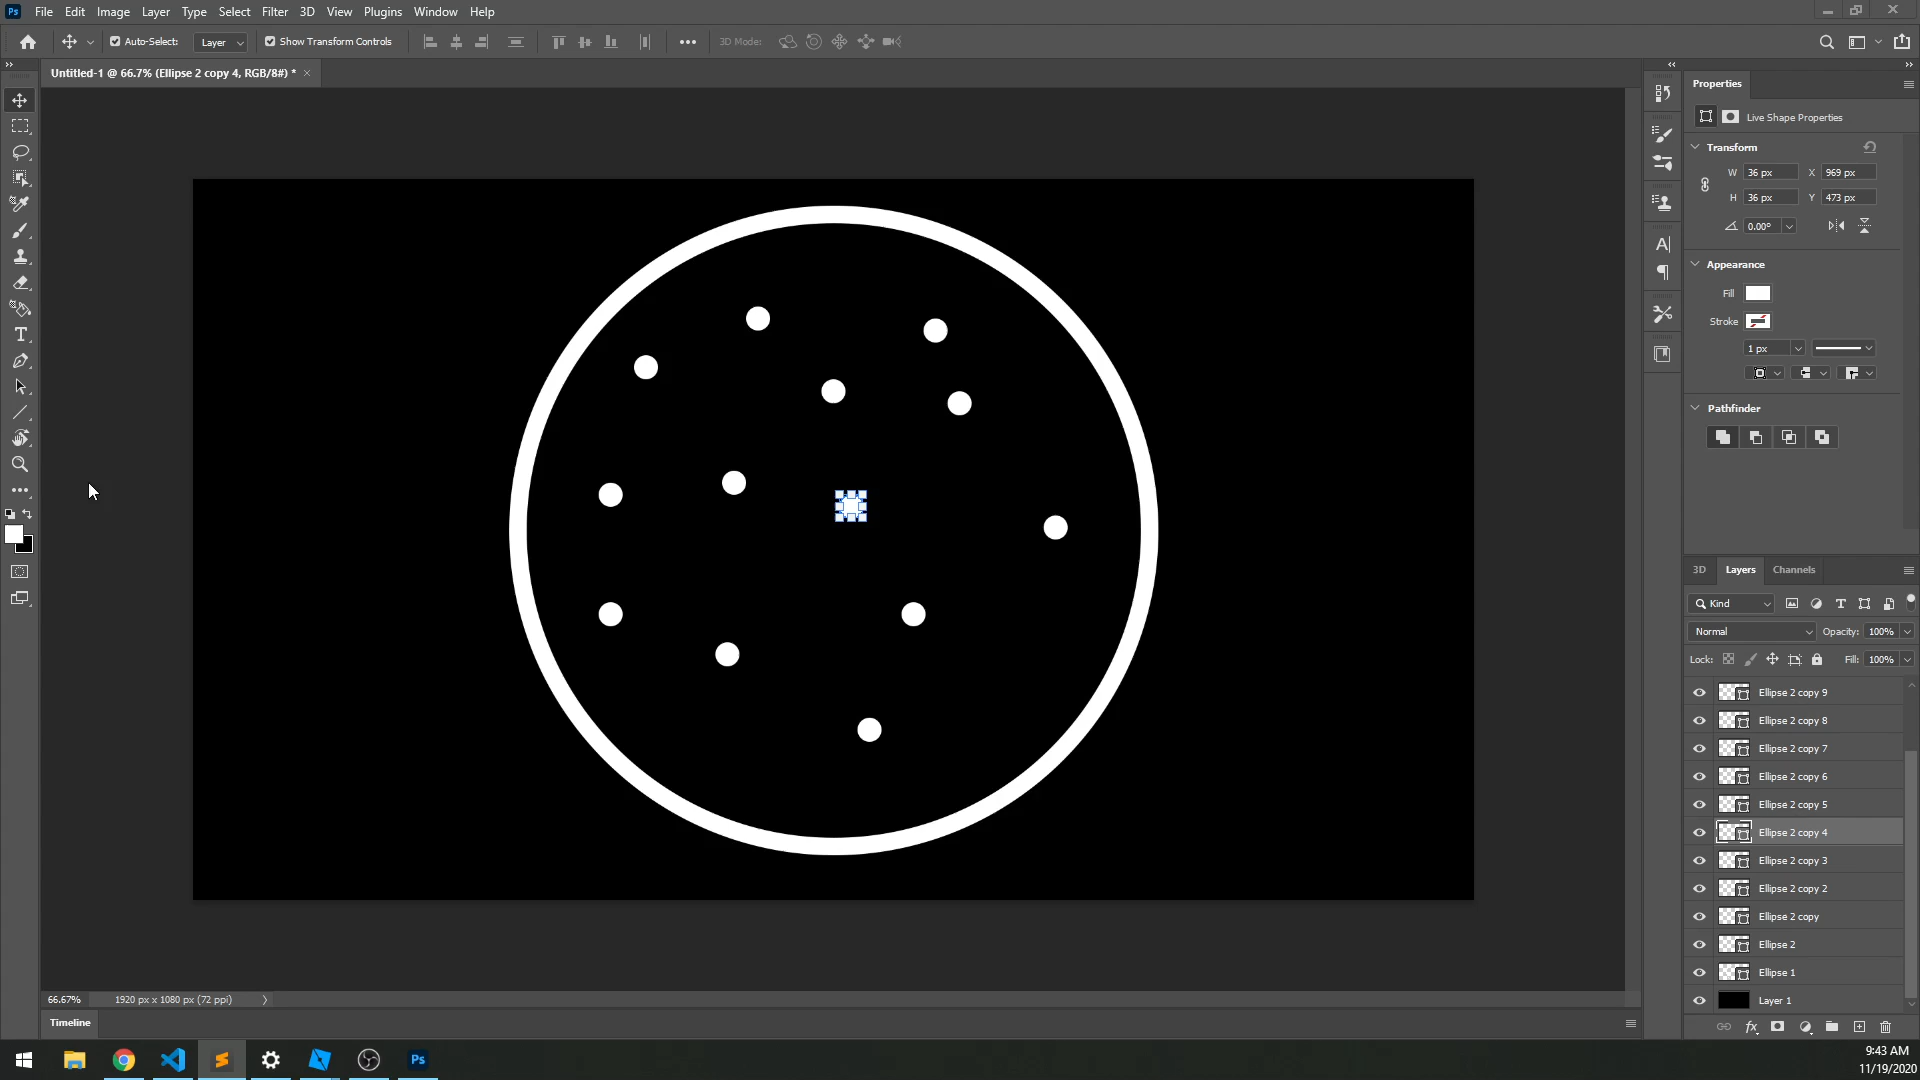 Ps File Edit Image Layer Type Select Filter 3D View Plugins Window Help
Auto-Select: Layer Show Transform Controls 3D Mode:
Untitled-1 @ 66.7% (Ellipse 2 copy 4, RGB/8#) * ×
Properties
Live Shape Properties
Transform
W 36 px X 969 px
H 36 px Y 473 px
0.00°
Appearance
Fill
Stroke
1 px
Pathfinder
3D Layers Channels
Kind
Normal Opacity: 100%
Lock: Fill: 100%
Ellipse 2 copy 9
Ellipse 2 copy 8
Ellipse 2 copy 7
Ellipse 2 copy 6
Ellipse 2 copy 5
Ellipse 2 copy 4
Ellipse 2 copy 3
Ellipse 2 copy 2
Ellipse 2 copy
Ellipse 2
Ellipse 1
Layer 1
fx
66.67% 1920 px x 1080 px (72 ppi)
Timeline
Ps
9:43 AM
11/19/2020